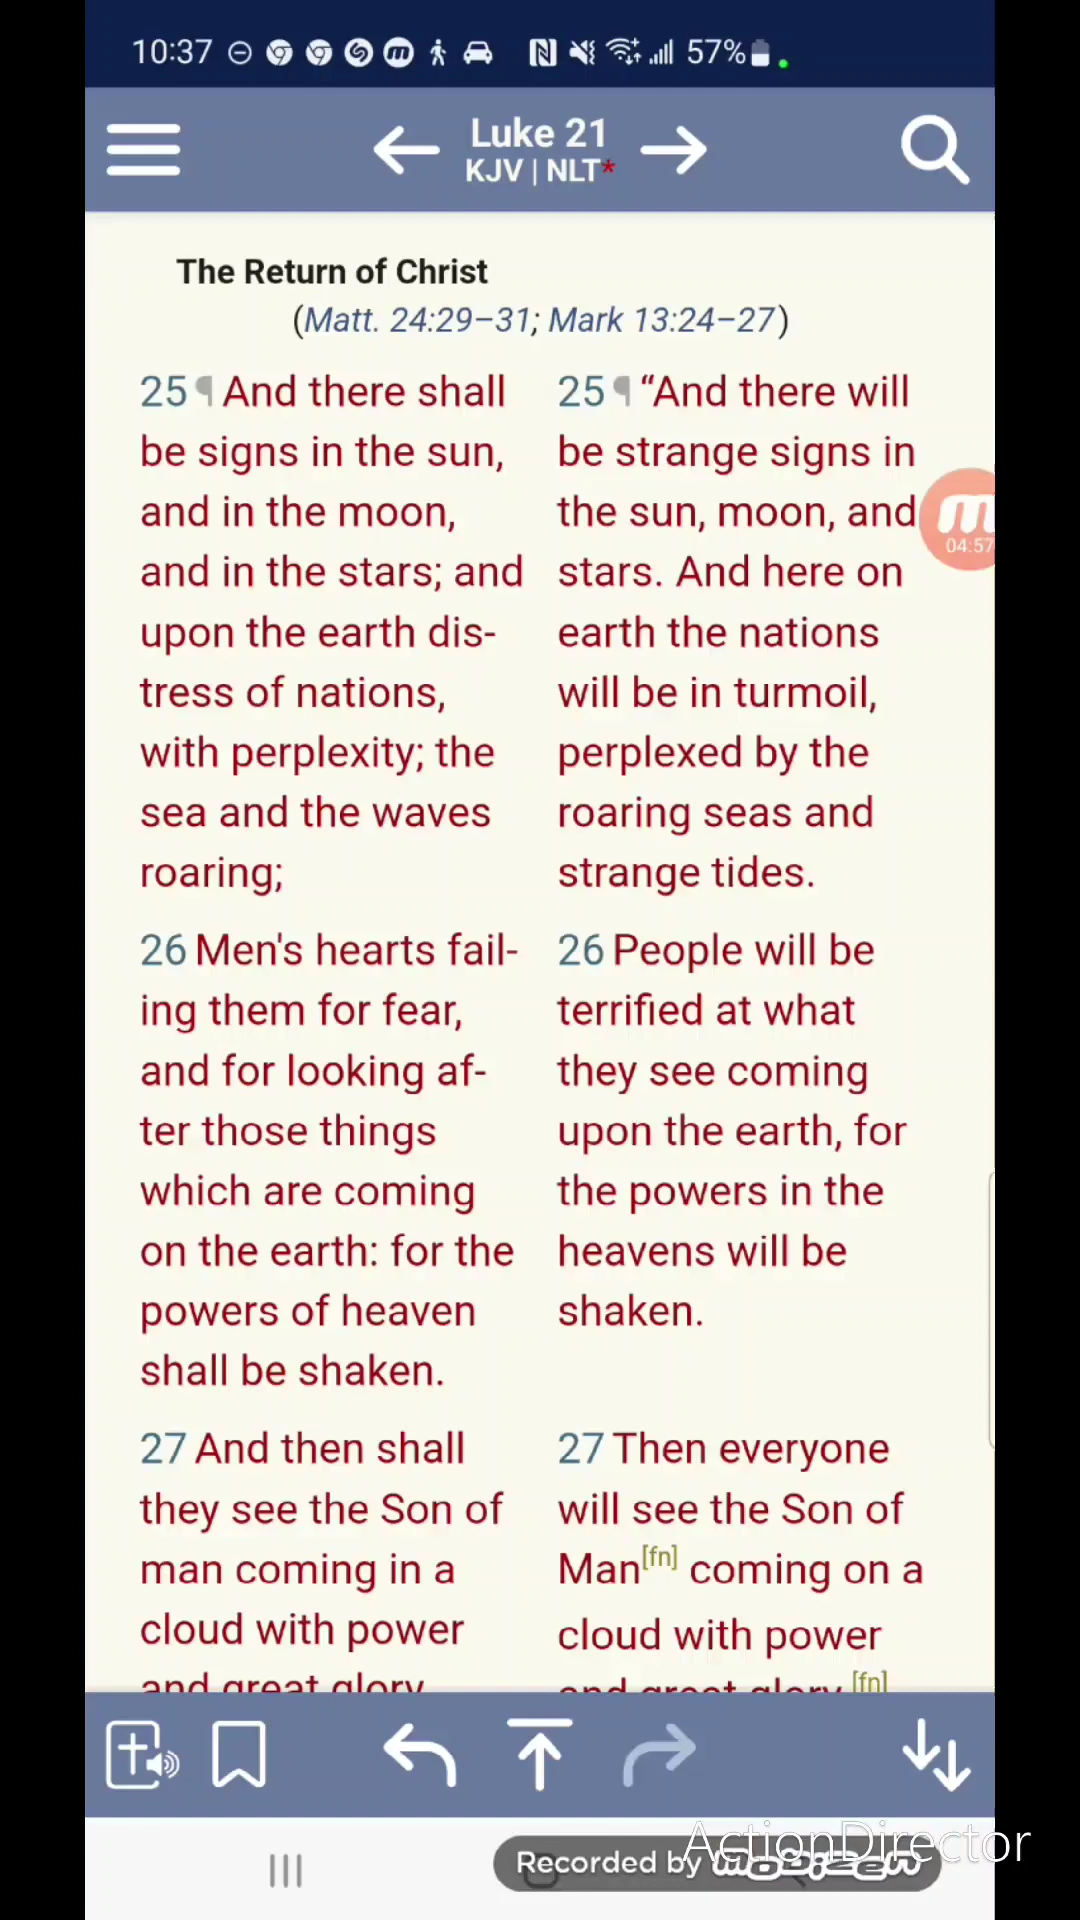 10:37
57%
Luke 21
KJV | NLT*
The Return of Christ
(Matt. 24:29–31; Mark 13:24–27)
25 ¶ And there shall
be signs in the sun,
and in the moon,
and in the stars; and
upon the earth dis-
tress of nations,
with perplexity; the
sea and the waves
roaring;
26 Men's hearts fail-
ing them for fear,
and for looking af-
ter those things
which are coming
on the earth: for the
powers of heaven
shall be shaken.
27 And then shall
they see the Son of
man coming in a
cloud with power
and great glory
25 ¶ “And there will
be strange signs in
the sun, moon, and
stars. And here on
earth the nations
will be in turmoil,
perplexed by the
roaring seas and
strange tides.
26 People will be
terrified at what
they see coming
upon the earth, for
the powers in the
heavens will be
shaken.
27 Then everyone
will see the Son of
Man[fn] coming on a
cloud with power
and great glory.[fn]
m
04:57
ActionDirector
Recorded by mobizen